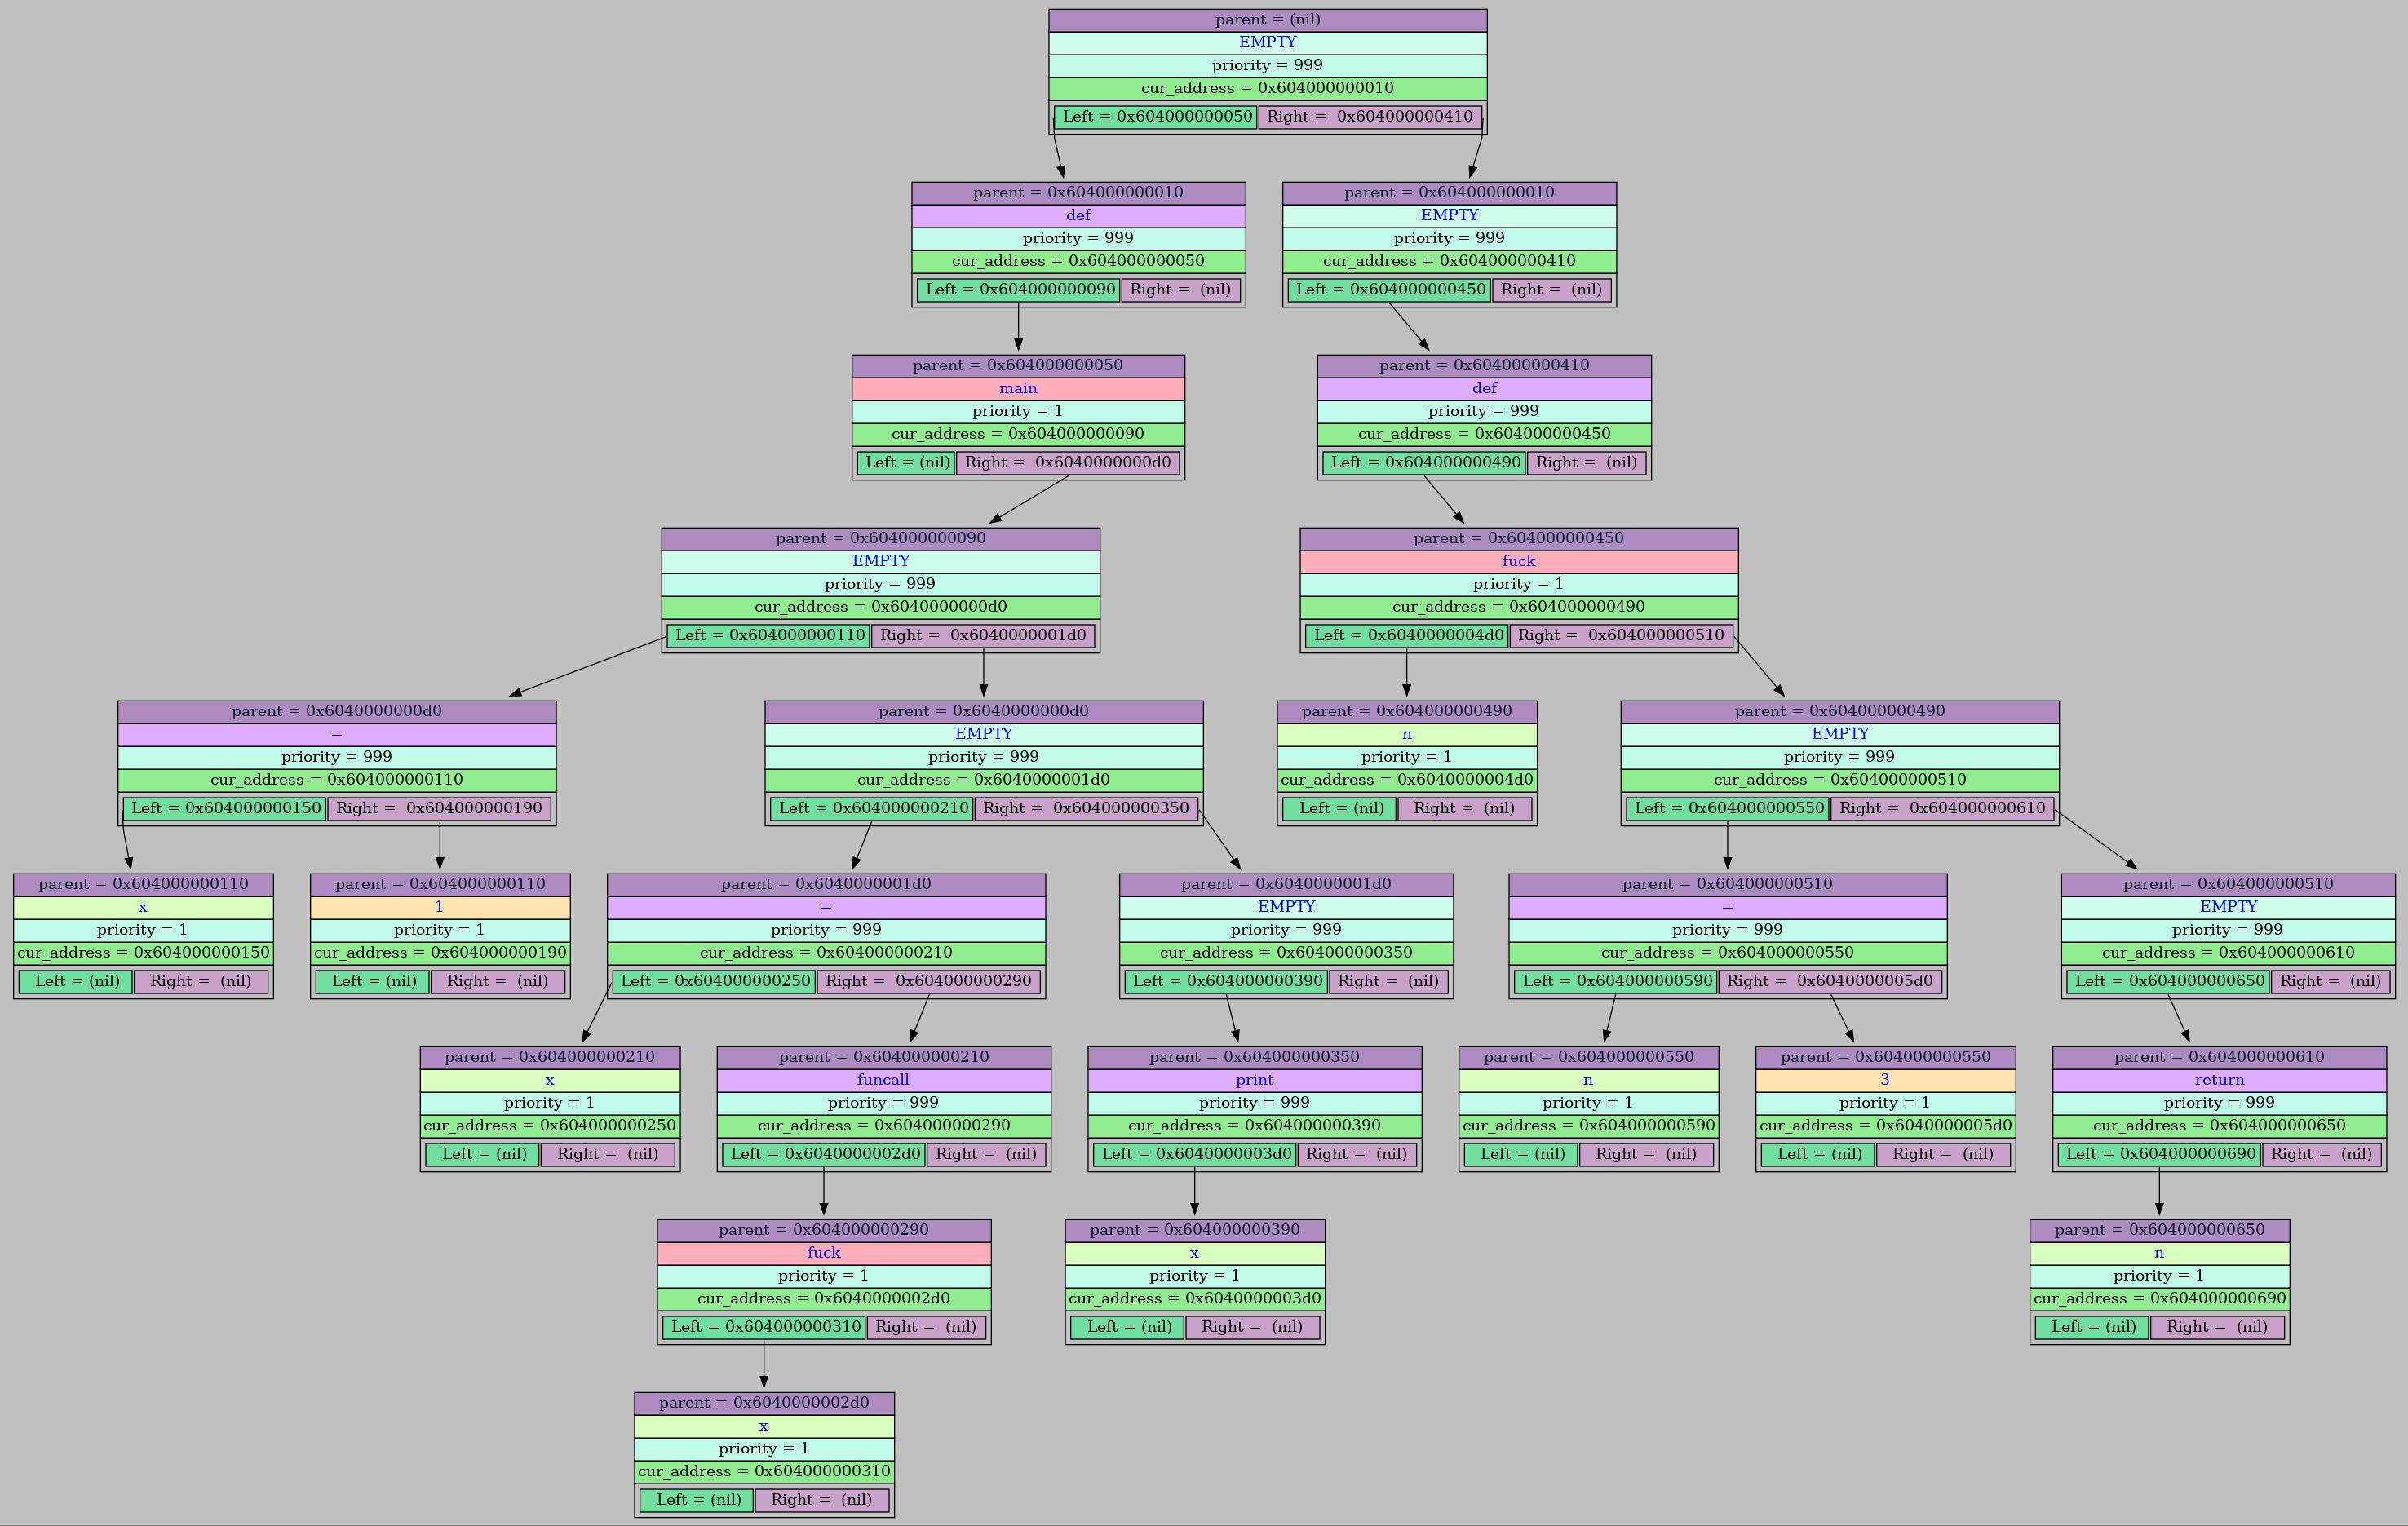 parent = (nil)
EMPTY
priority = 999
cur_address = 0x604000000010
Left = 0x604000000050 Right =  0x604000000410
parent = 0x604000000010
def
priority = 999
cur_address = 0x604000000050
Left = 0x604000000090 Right =  (nil)
parent = 0x604000000010
EMPTY
priority = 999
cur_address = 0x604000000410
Left = 0x604000000450 Right =  (nil)
parent = 0x604000000050
main
priority = 1
cur_address = 0x604000000090
Left = (nil) Right =  0x6040000000d0
parent = 0x604000000410
def
priority = 999
cur_address = 0x604000000450
Left = 0x604000000490 Right =  (nil)
parent = 0x604000000090
EMPTY
priority = 999
cur_address = 0x6040000000d0
Left = 0x604000000110 Right =  0x6040000001d0
parent = 0x604000000450
fuck
priority = 1
cur_address = 0x604000000490
Left = 0x6040000004d0 Right =  0x604000000510
parent = 0x6040000000d0
=
priority = 999
cur_address = 0x604000000110
Left = 0x604000000150 Right =  0x604000000190
parent = 0x6040000000d0
EMPTY
priority = 999
cur_address = 0x6040000001d0
Left = 0x604000000210 Right =  0x604000000350
parent = 0x604000000490
n
priority = 1
cur_address = 0x6040000004d0
Left = (nil) Right =  (nil)
parent = 0x604000000490
EMPTY
priority = 999
cur_address = 0x604000000510
Left = 0x604000000550 Right =  0x604000000610
parent = 0x604000000110
x
priority = 1
cur_address = 0x604000000150
Left = (nil) Right =  (nil)
parent = 0x604000000110
1
priority = 1
cur_address = 0x604000000190
Left = (nil) Right =  (nil)
parent = 0x6040000001d0
=
priority = 999
cur_address = 0x604000000210
Left = 0x604000000250 Right =  0x604000000290
parent = 0x6040000001d0
EMPTY
priority = 999
cur_address = 0x604000000350
Left = 0x604000000390 Right =  (nil)
parent = 0x604000000510
=
priority = 999
cur_address = 0x604000000550
Left = 0x604000000590 Right =  0x6040000005d0
parent = 0x604000000510
EMPTY
priority = 999
cur_address = 0x604000000610
Left = 0x604000000650 Right =  (nil)
parent = 0x604000000210
x
priority = 1
cur_address = 0x604000000250
Left = (nil) Right =  (nil)
parent = 0x604000000210
funcall
priority = 999
cur_address = 0x604000000290
Left = 0x6040000002d0 Right =  (nil)
parent = 0x604000000350
print
priority = 999
cur_address = 0x604000000390
Left = 0x6040000003d0 Right =  (nil)
parent = 0x604000000550
n
priority = 1
cur_address = 0x604000000590
Left = (nil) Right =  (nil)
parent = 0x604000000550
3
priority = 1
cur_address = 0x6040000005d0
Left = (nil) Right =  (nil)
parent = 0x604000000610
return
priority = 999
cur_address = 0x604000000650
Left = 0x604000000690 Right =  (nil)
parent = 0x604000000290
fuck
priority = 1
cur_address = 0x6040000002d0
Left = 0x604000000310 Right =  (nil)
parent = 0x604000000390
x
priority = 1
cur_address = 0x6040000003d0
Left = (nil) Right =  (nil)
parent = 0x604000000650
n
priority = 1
cur_address = 0x604000000690
Left = (nil) Right =  (nil)
parent = 0x6040000002d0
x
priority = 1
cur_address = 0x604000000310
Left = (nil) Right =  (nil)